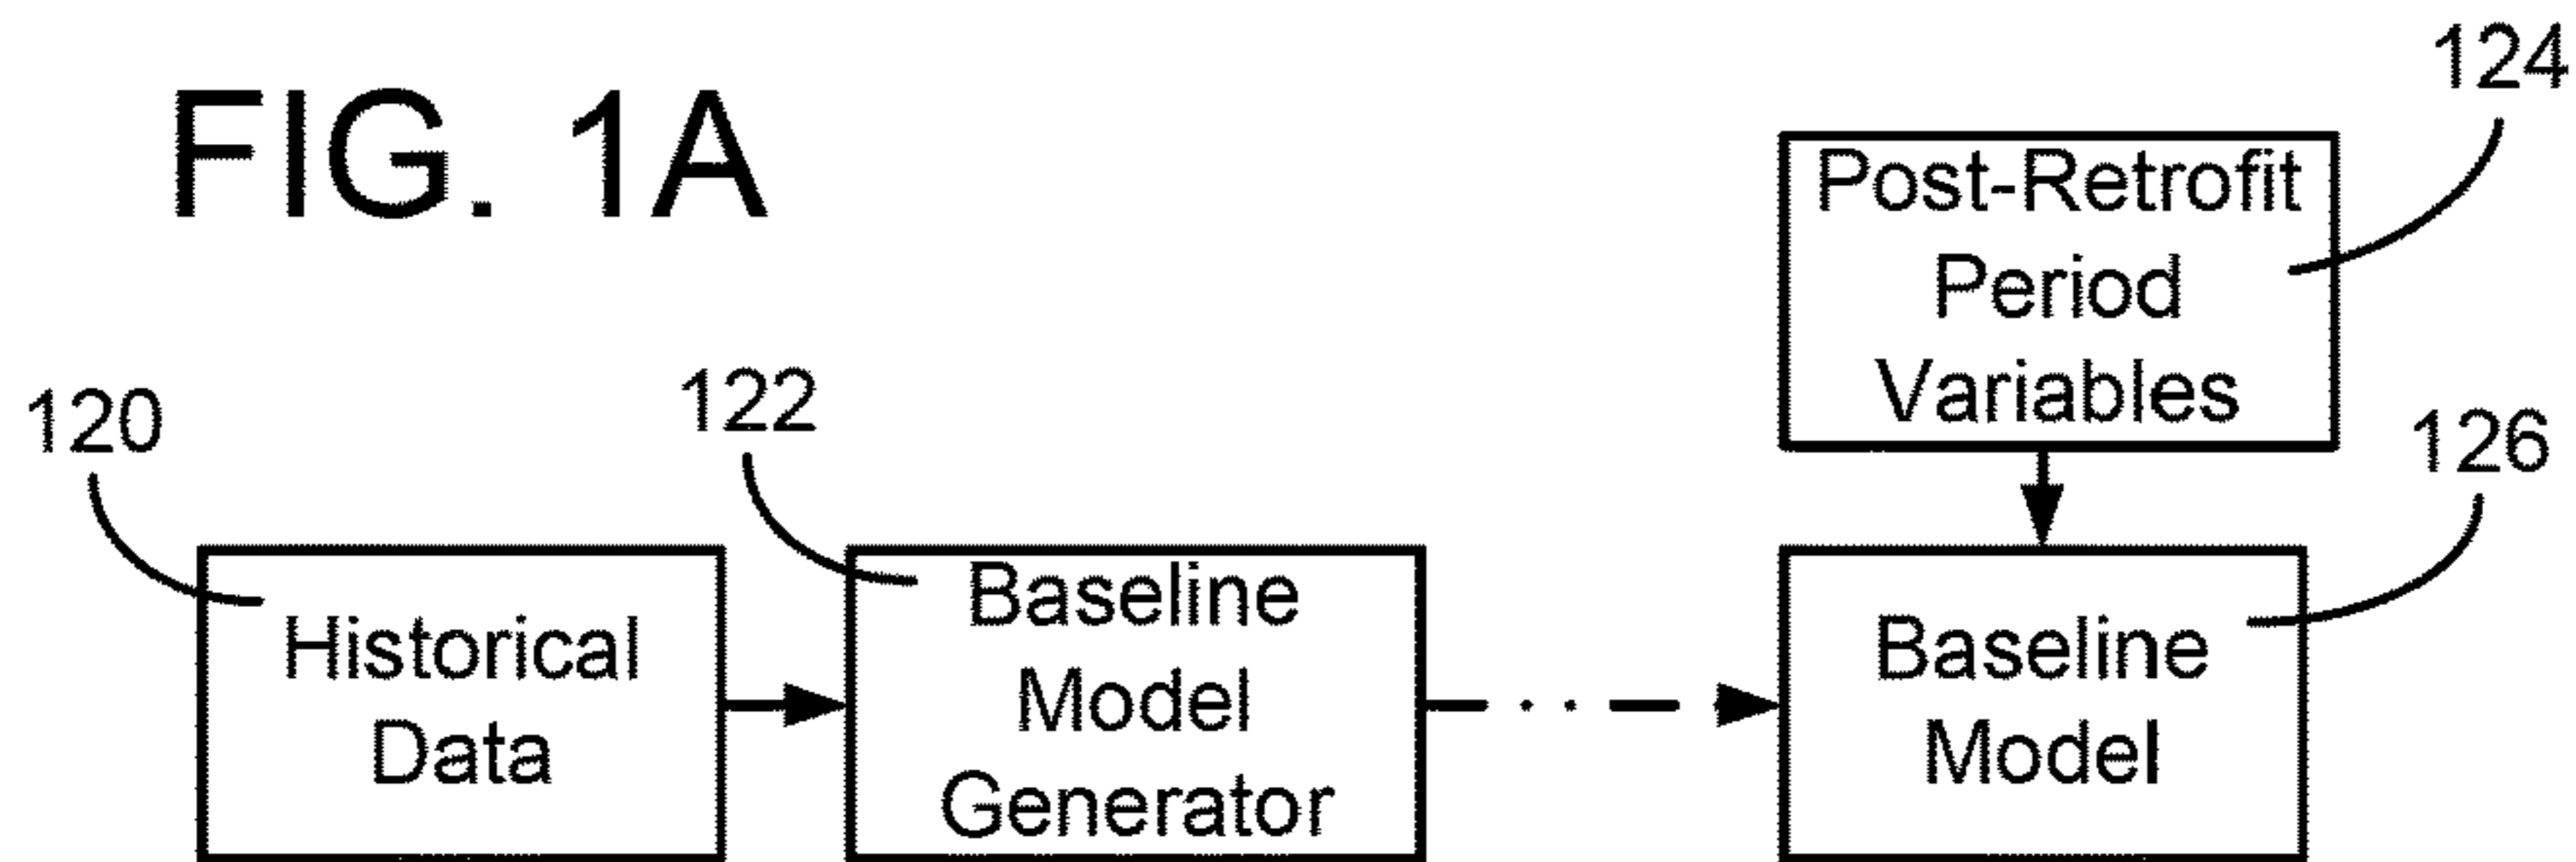 FIG. 1A
124
Post-Retrofit
Period
Variables
120
122
126
Historical
Data
Baseline
Model
Generator
Baseline
Model